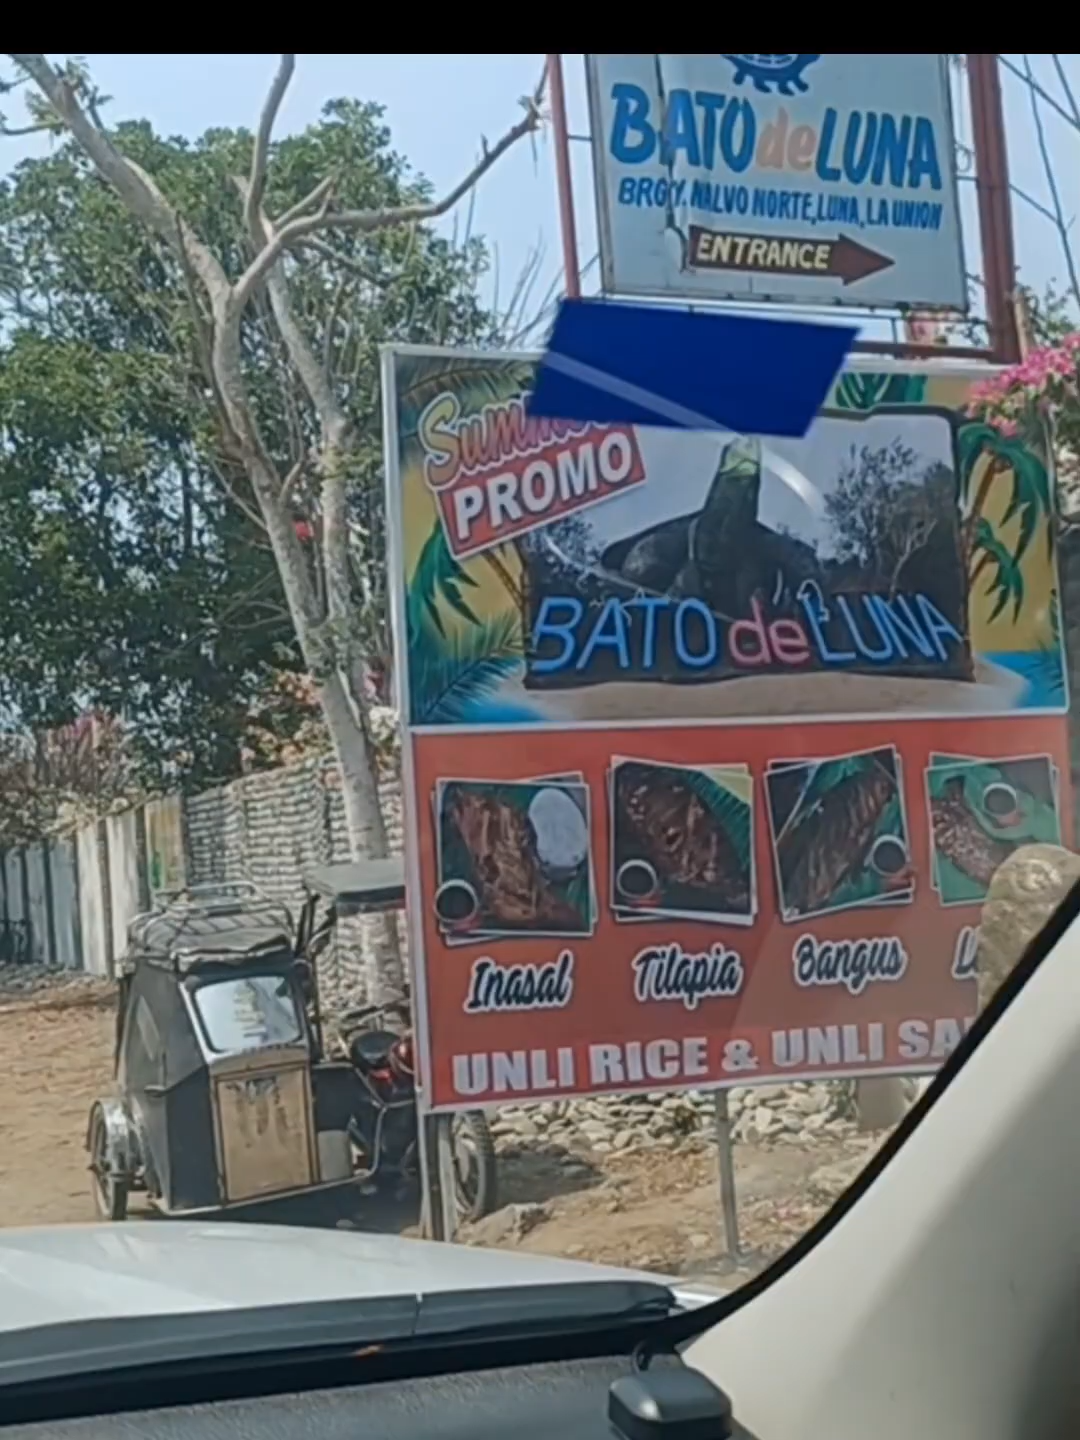 BATO de LUNA
BRGY. NALVO NORTE, LUNA, LA UNION
ENTRANCE
PROMO
BATO de LUNA
Inasal Tilapia Bangus
UNLI RICE & UNLI